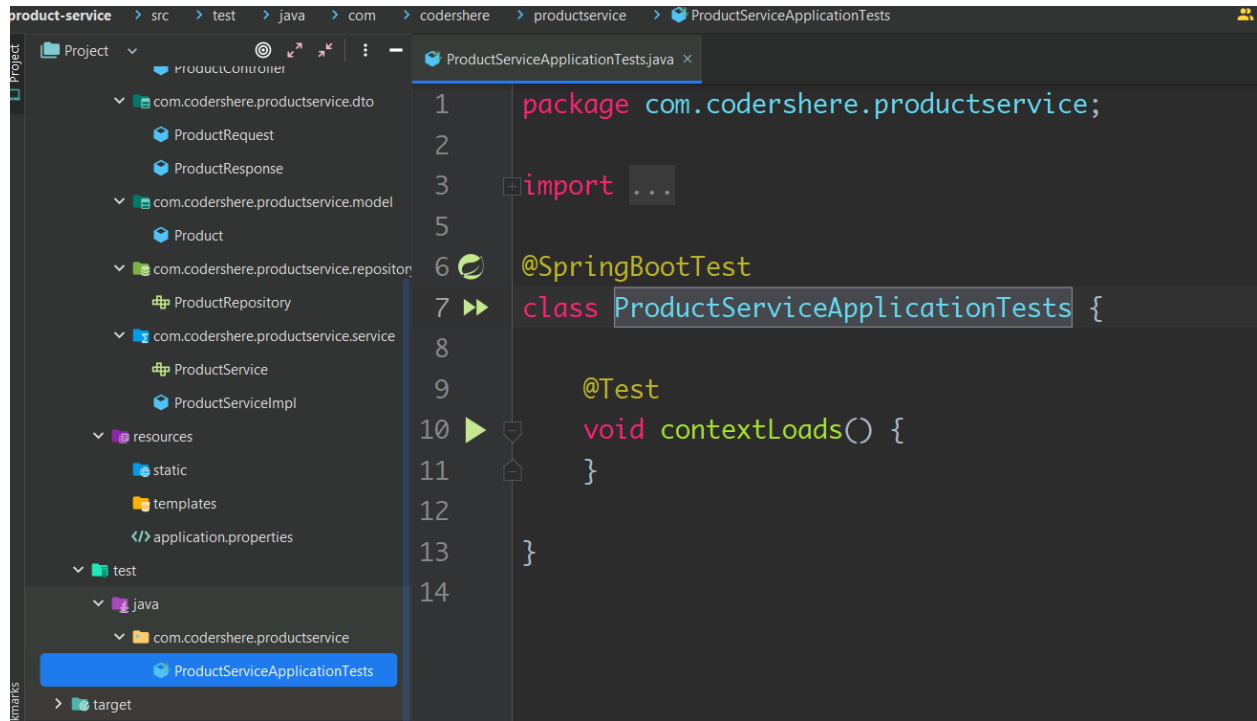 product-service > src > test > java > com > codershere > productservice > ProductServiceApplicationTests
Project
Project
ProductController
com.codershere.productservice.dto
ProductRequest
ProductResponse
com.codershere.productservice.model
Product
com.codershere.productservice.repository
ProductRepository
com.codershere.productservice.service
ProductService
ProductServiceImpl
resources
static
templates
application.properties
test
java
com.codershere.productservice
ProductServiceApplicationTests
target
kmarks
ProductServiceApplicationTests.java ×
1 package com.codershere.productservice;
2
3 import ...
5
6 @SpringBootTest
7 class ProductServiceApplicationTests {
8
9 @Test
10 void contextLoads() {
11 }
12
13 }
14